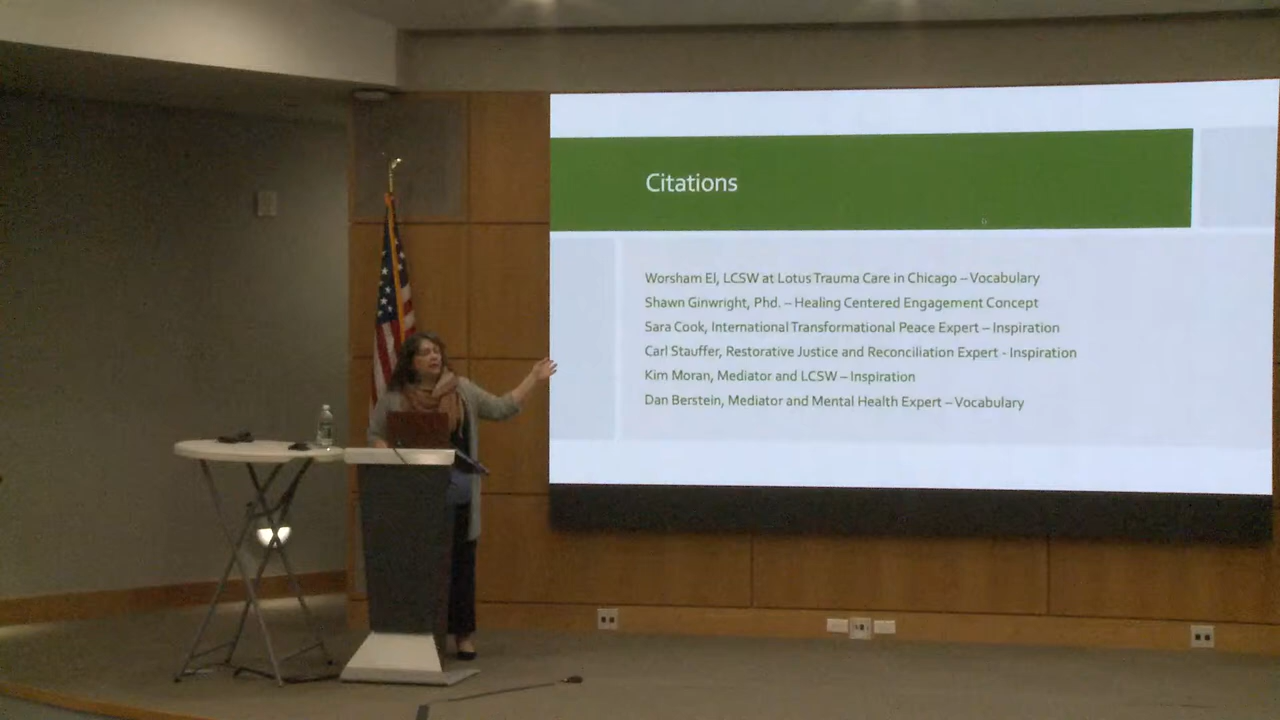 Citations
Worsham El, LCSW at Lotus Trauma Care in Chicago – Vocabulary
Shawn Ginwright, Phd. – Healing Centered Engagement Concept
Sara Cook, International Transformational Peace Expert – Inspiration
Carl Stauffer, Restorative Justice and Reconciliation Expert - Inspiration
Kim Moran, Mediator and LCSW – Inspiration
Dan Berstein, Mediator and Mental Health Expert – Vocabulary